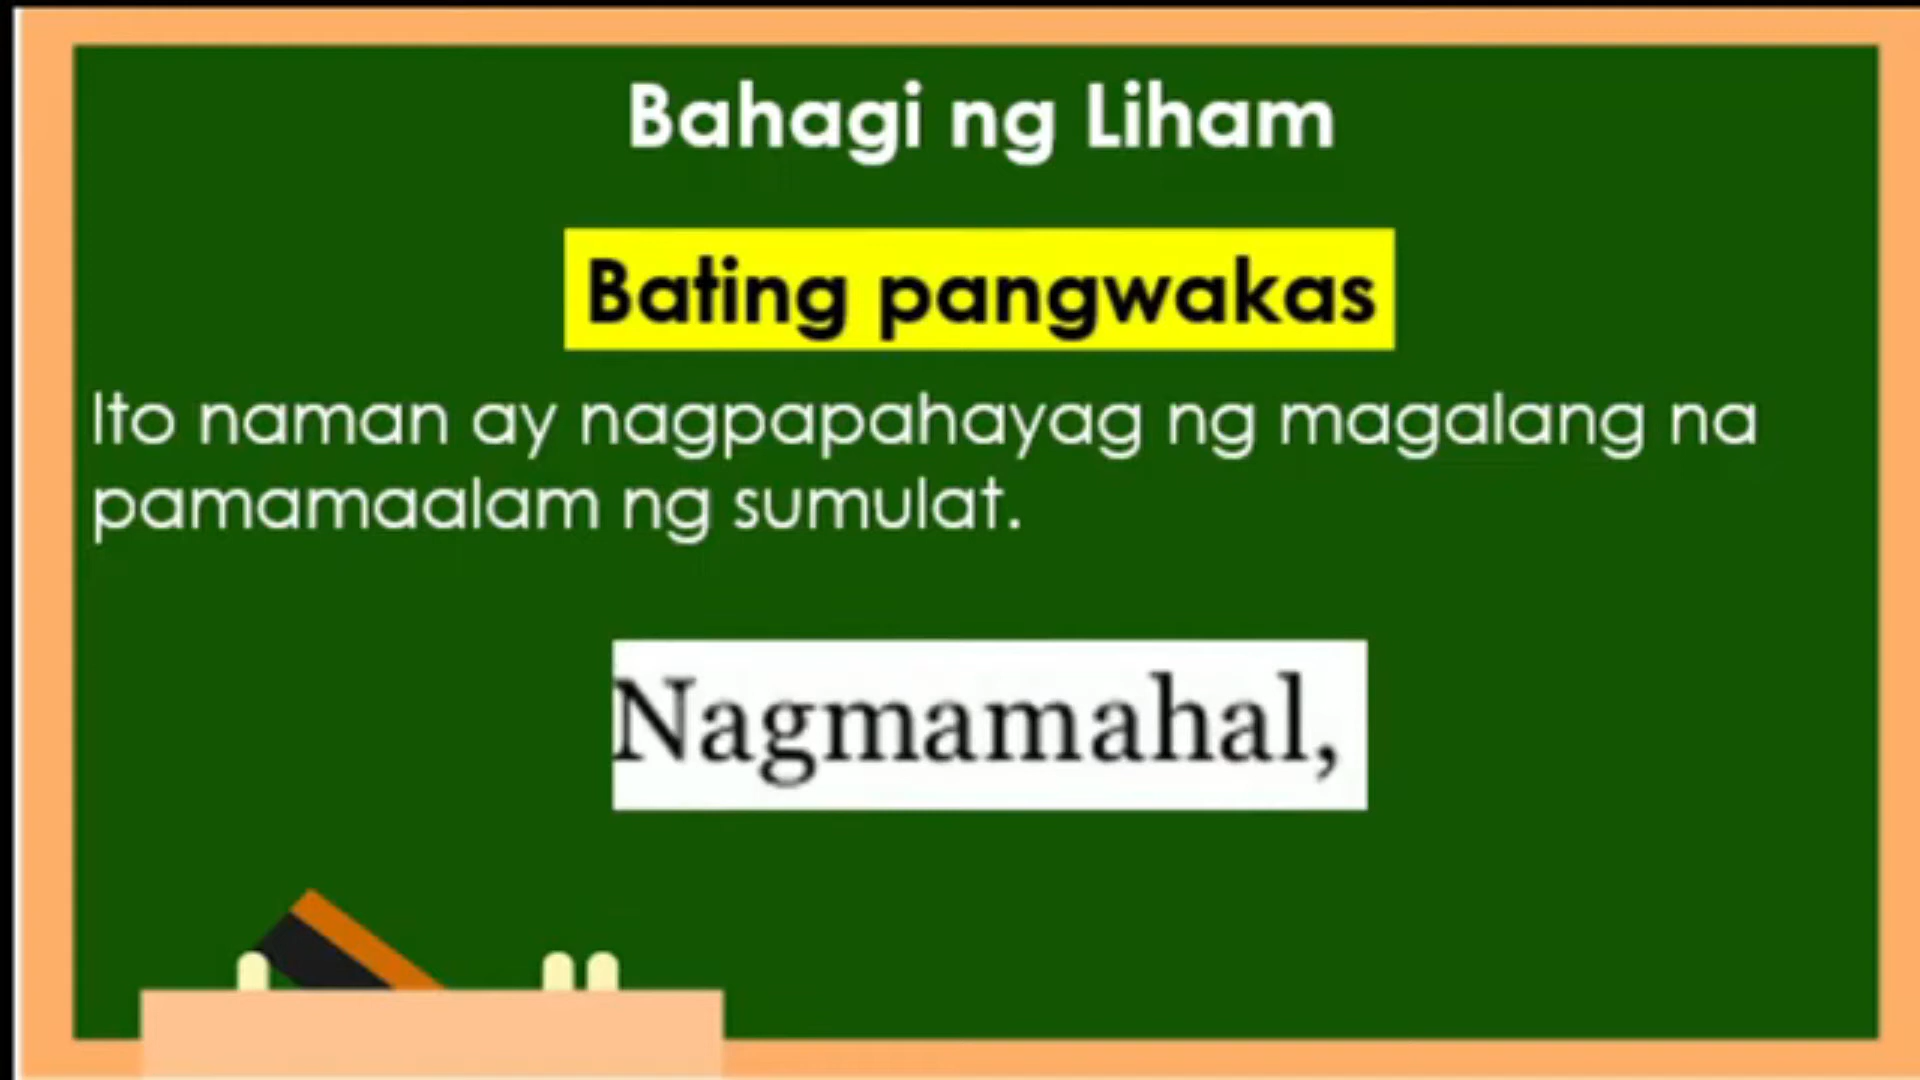 Bahagi ng Liham
Bating pangwakas
Ito naman ay nagpapahayag ng magalang na
pamamaalam ng sumulat.
Nagmamahal,